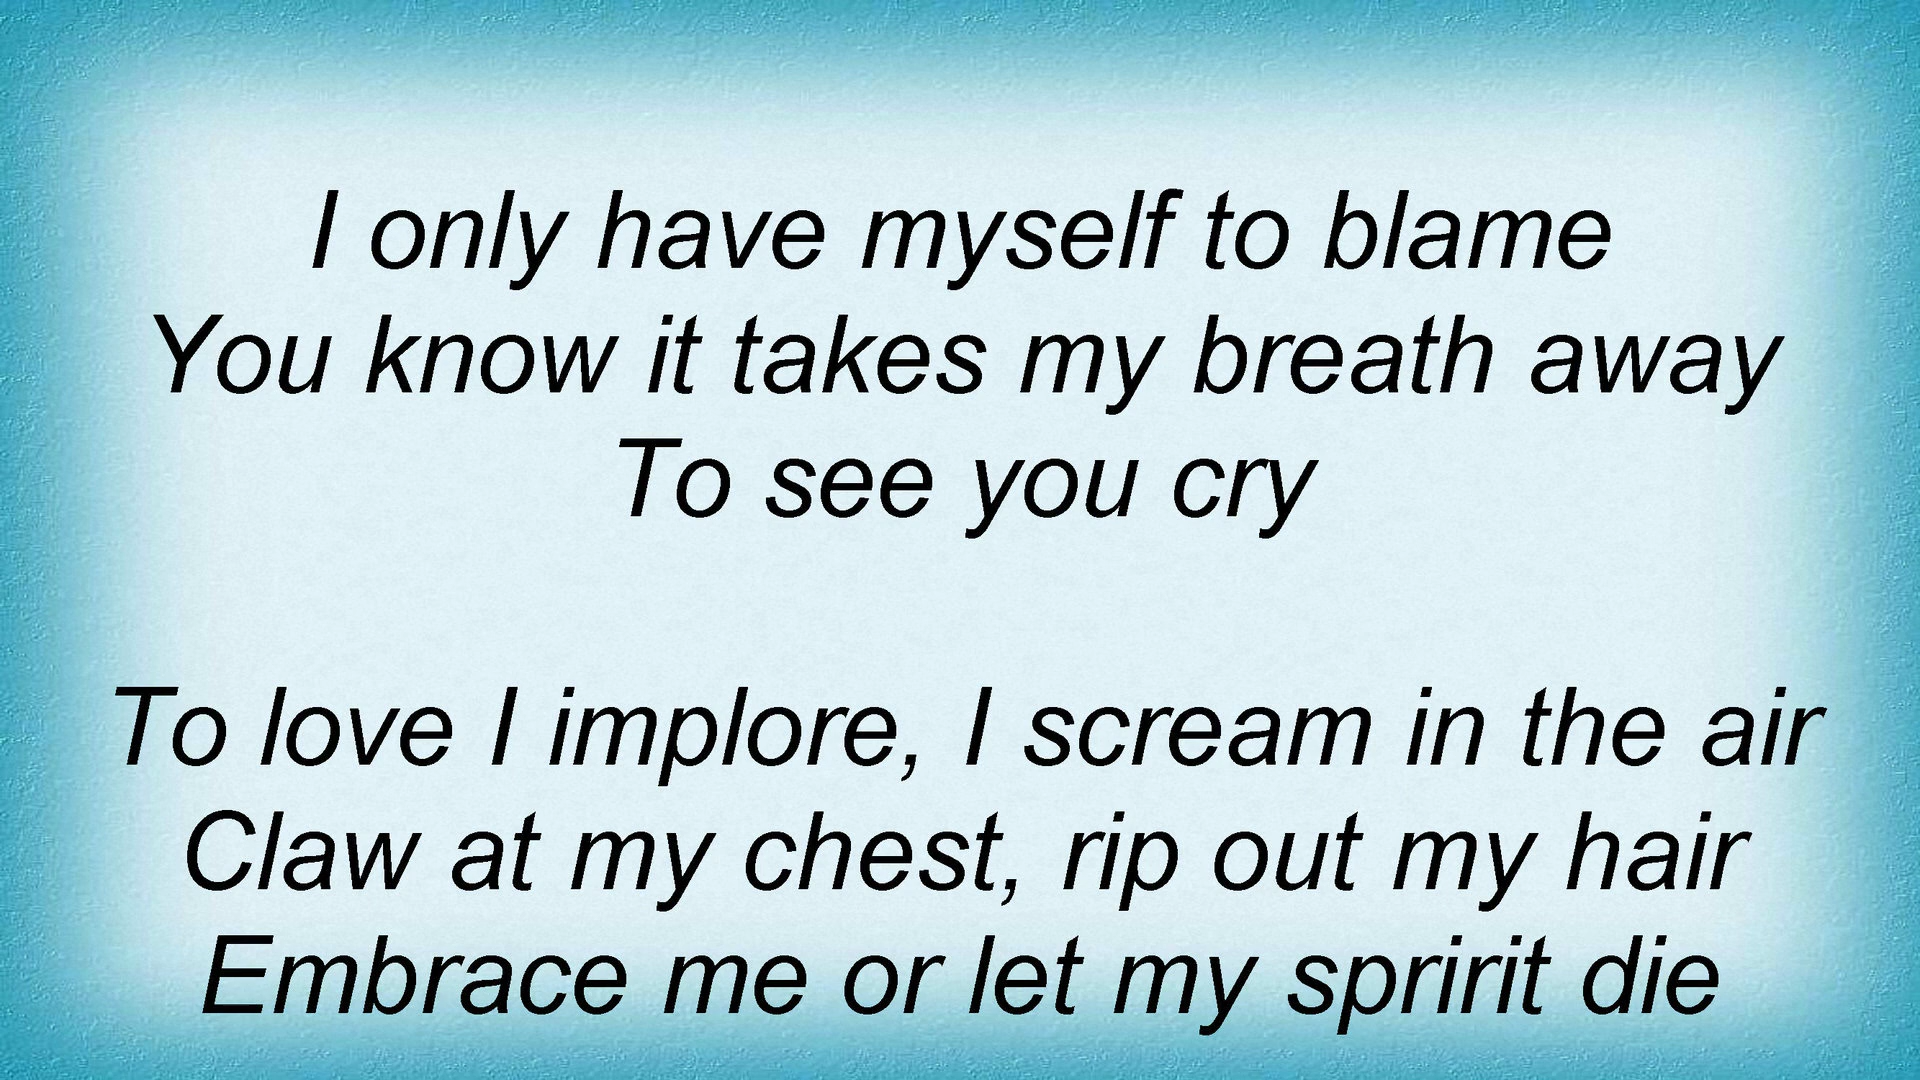 I only have myself to blame
You know it takes my breath away
To see you cry
To love I implore, I scream in the air
Claw at my chest, rip out my hair
Embrace me or let my spririt die